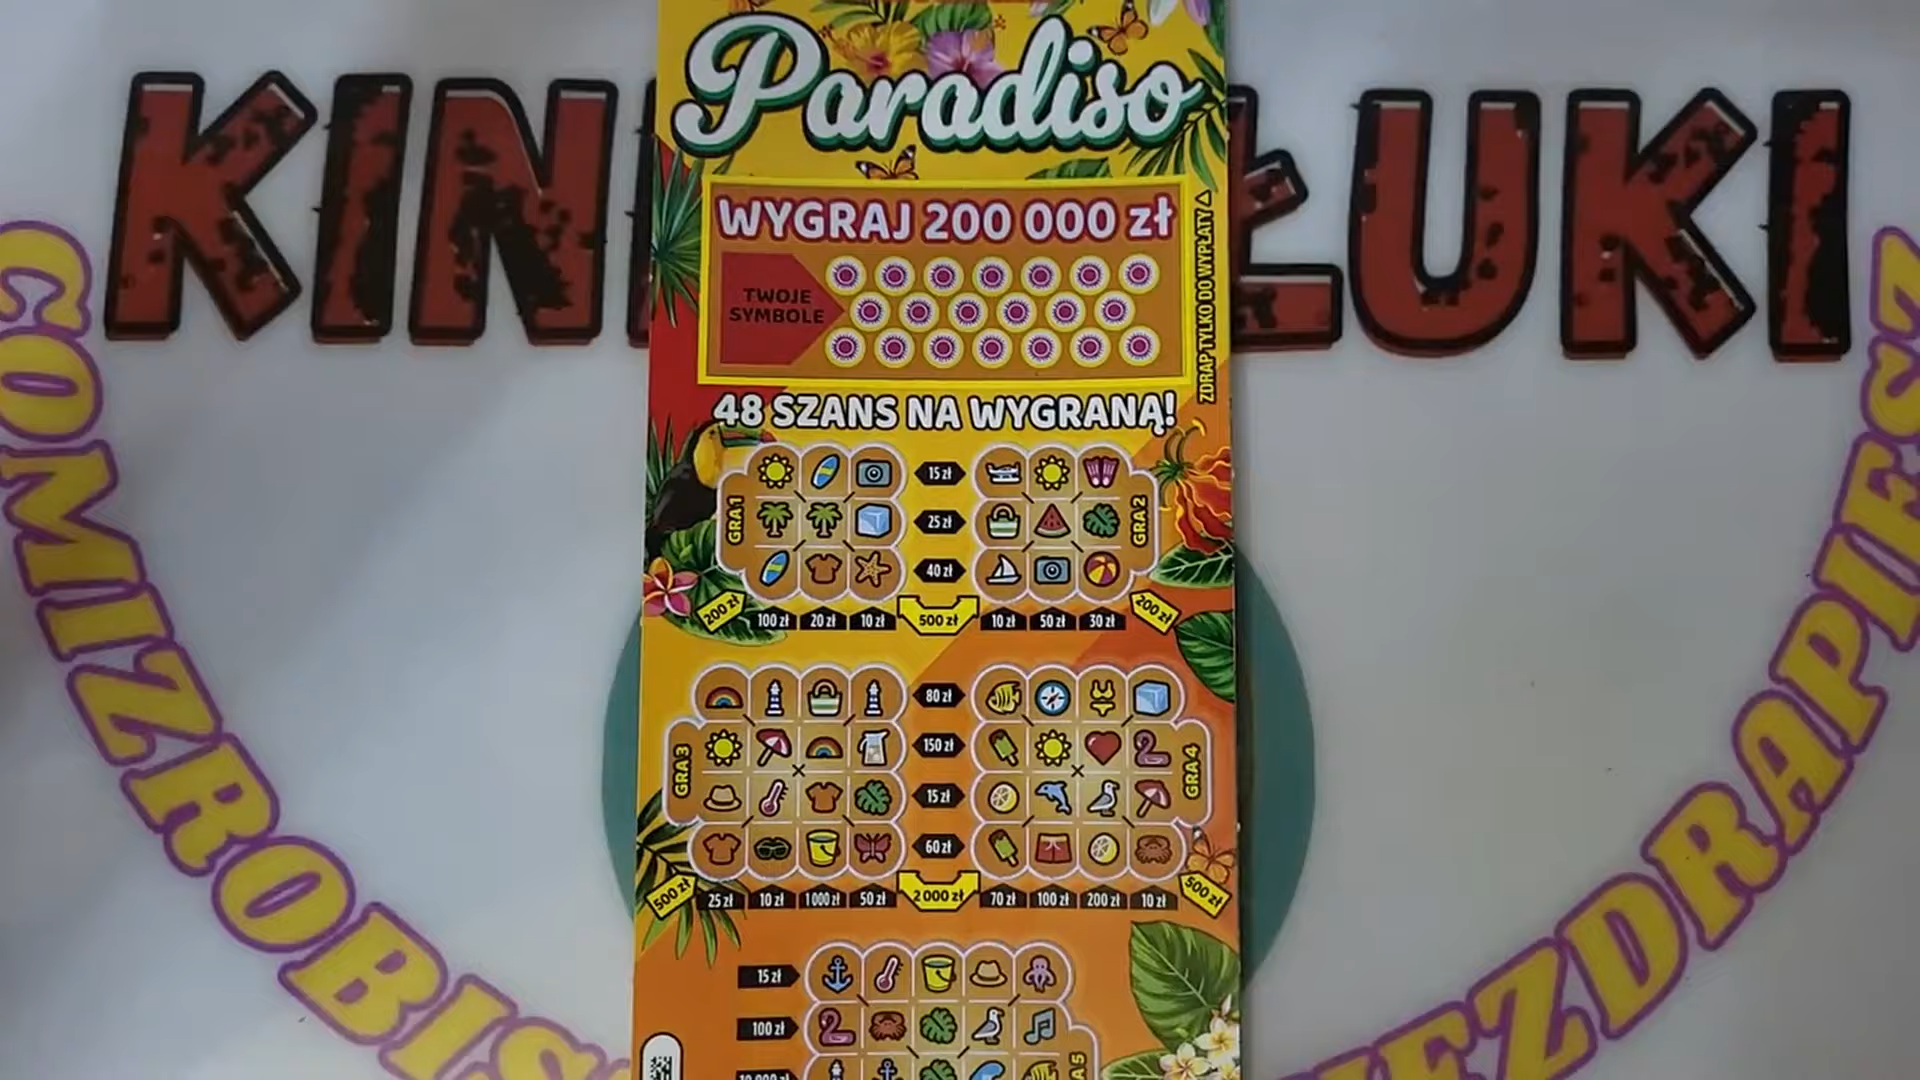 Paradiso
KIN
ŁUKI
WYGRAJ 200 000 zł
TWOJE
SYMBOLE
ZDRAP TYLKO DO WYPŁATY
48 SZANS NA WYGRANĄ!
GRA 1
15 zł
25 zł
40 zł
GRA 2
200 zł
100 zł
20 zł
10 zł
500 zł
10 zł
50 zł
30 zł
200 zł
GRA 3
80 zł
150 zł
15 zł
60 zł
GRA 4
500 zł
25 zł
10 zł
1 000 zł
50 zł
2 000 zł
70 zł
100 zł
200 zł
10 zł
500 zł
15 zł
100 zł
COMIZROBISZ
EZDRAPIESZ